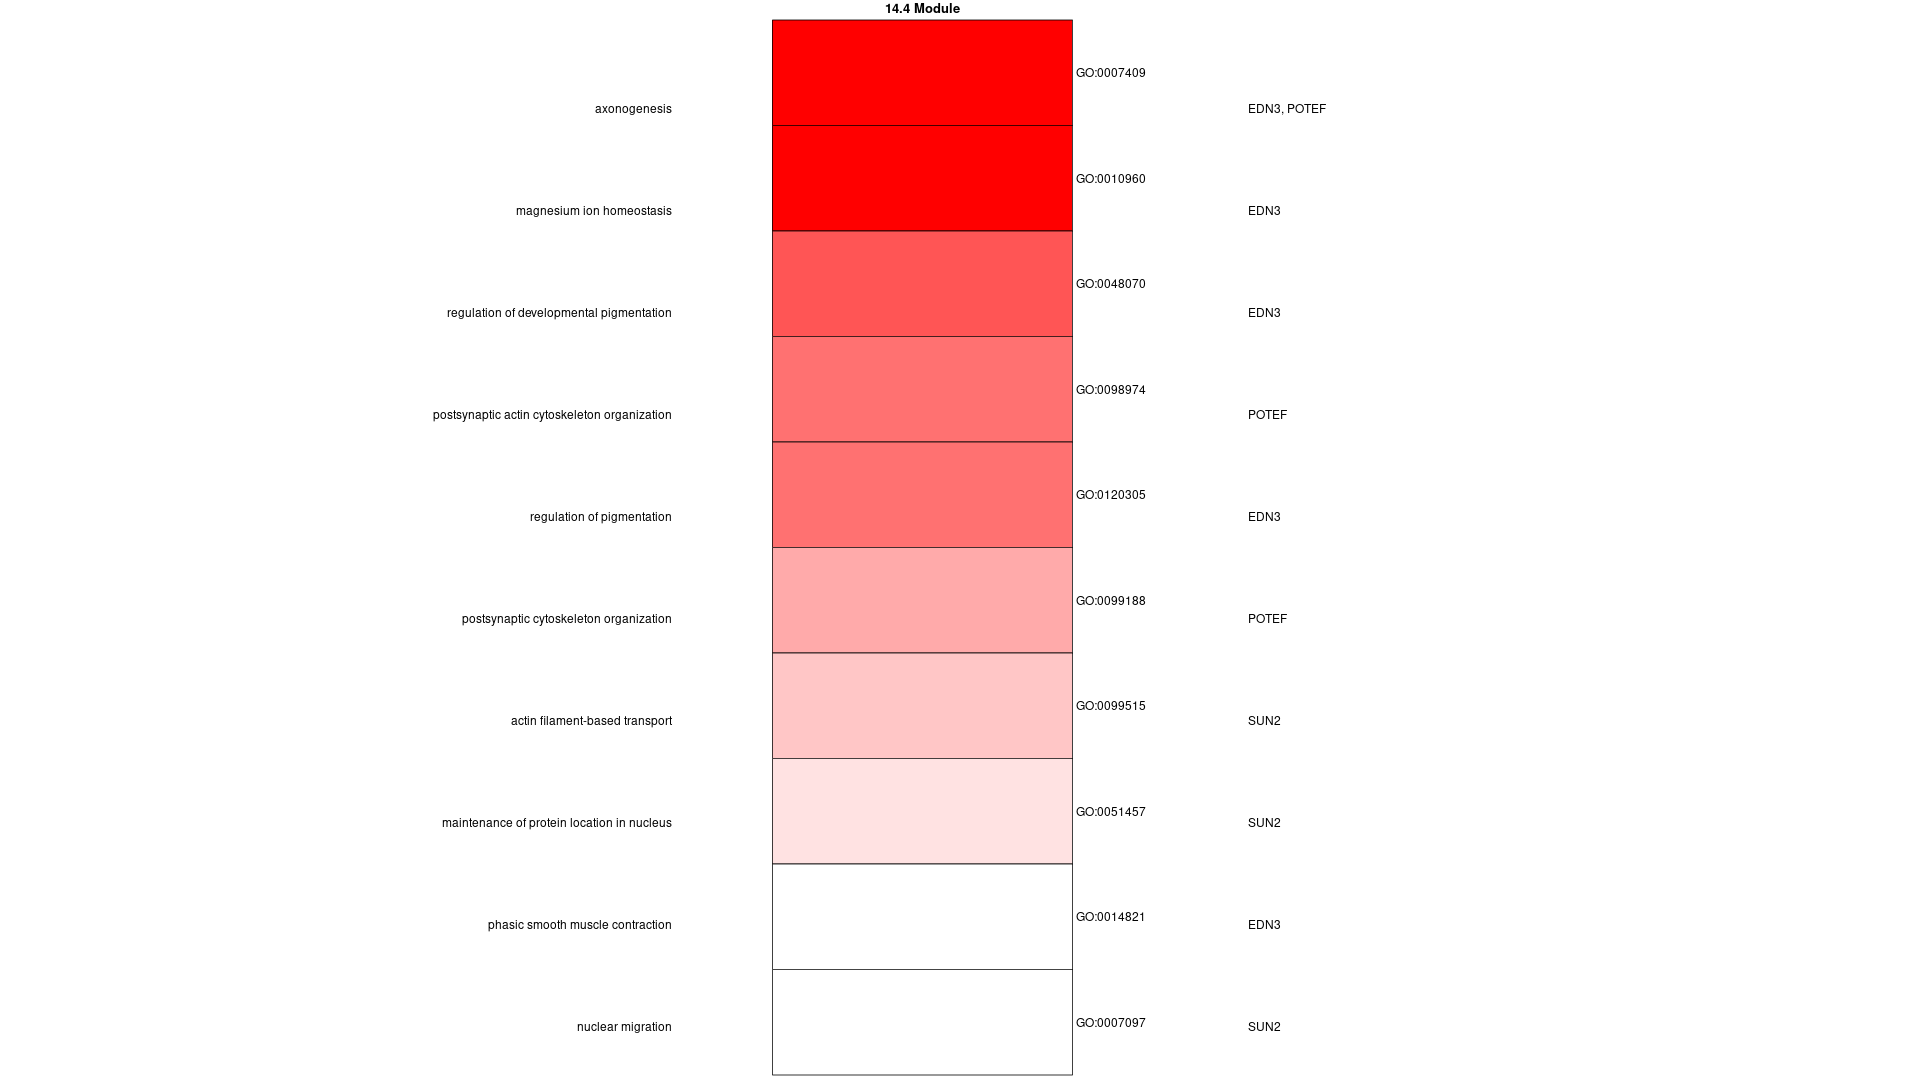 14.4 Module
GO:0007409
axonogenesis EDN3, POTEF
GO:0010960
magnesium ion homeostasis EDN3
GO:0048070
regulation of developmental pigmentation EDN3
GO:0098974
postsynaptic actin cytoskeleton organization POTEF
GO:0120305
regulation of pigmentation EDN3
GO:0099188
postsynaptic cytoskeleton organization POTEF
GO:0099515
actin filament-based transport SUN2
GO:0051457
maintenance of protein location in nucleus SUN2
GO:0014821
phasic smooth muscle contraction EDN3
GO:0007097
nuclear migration SUN2